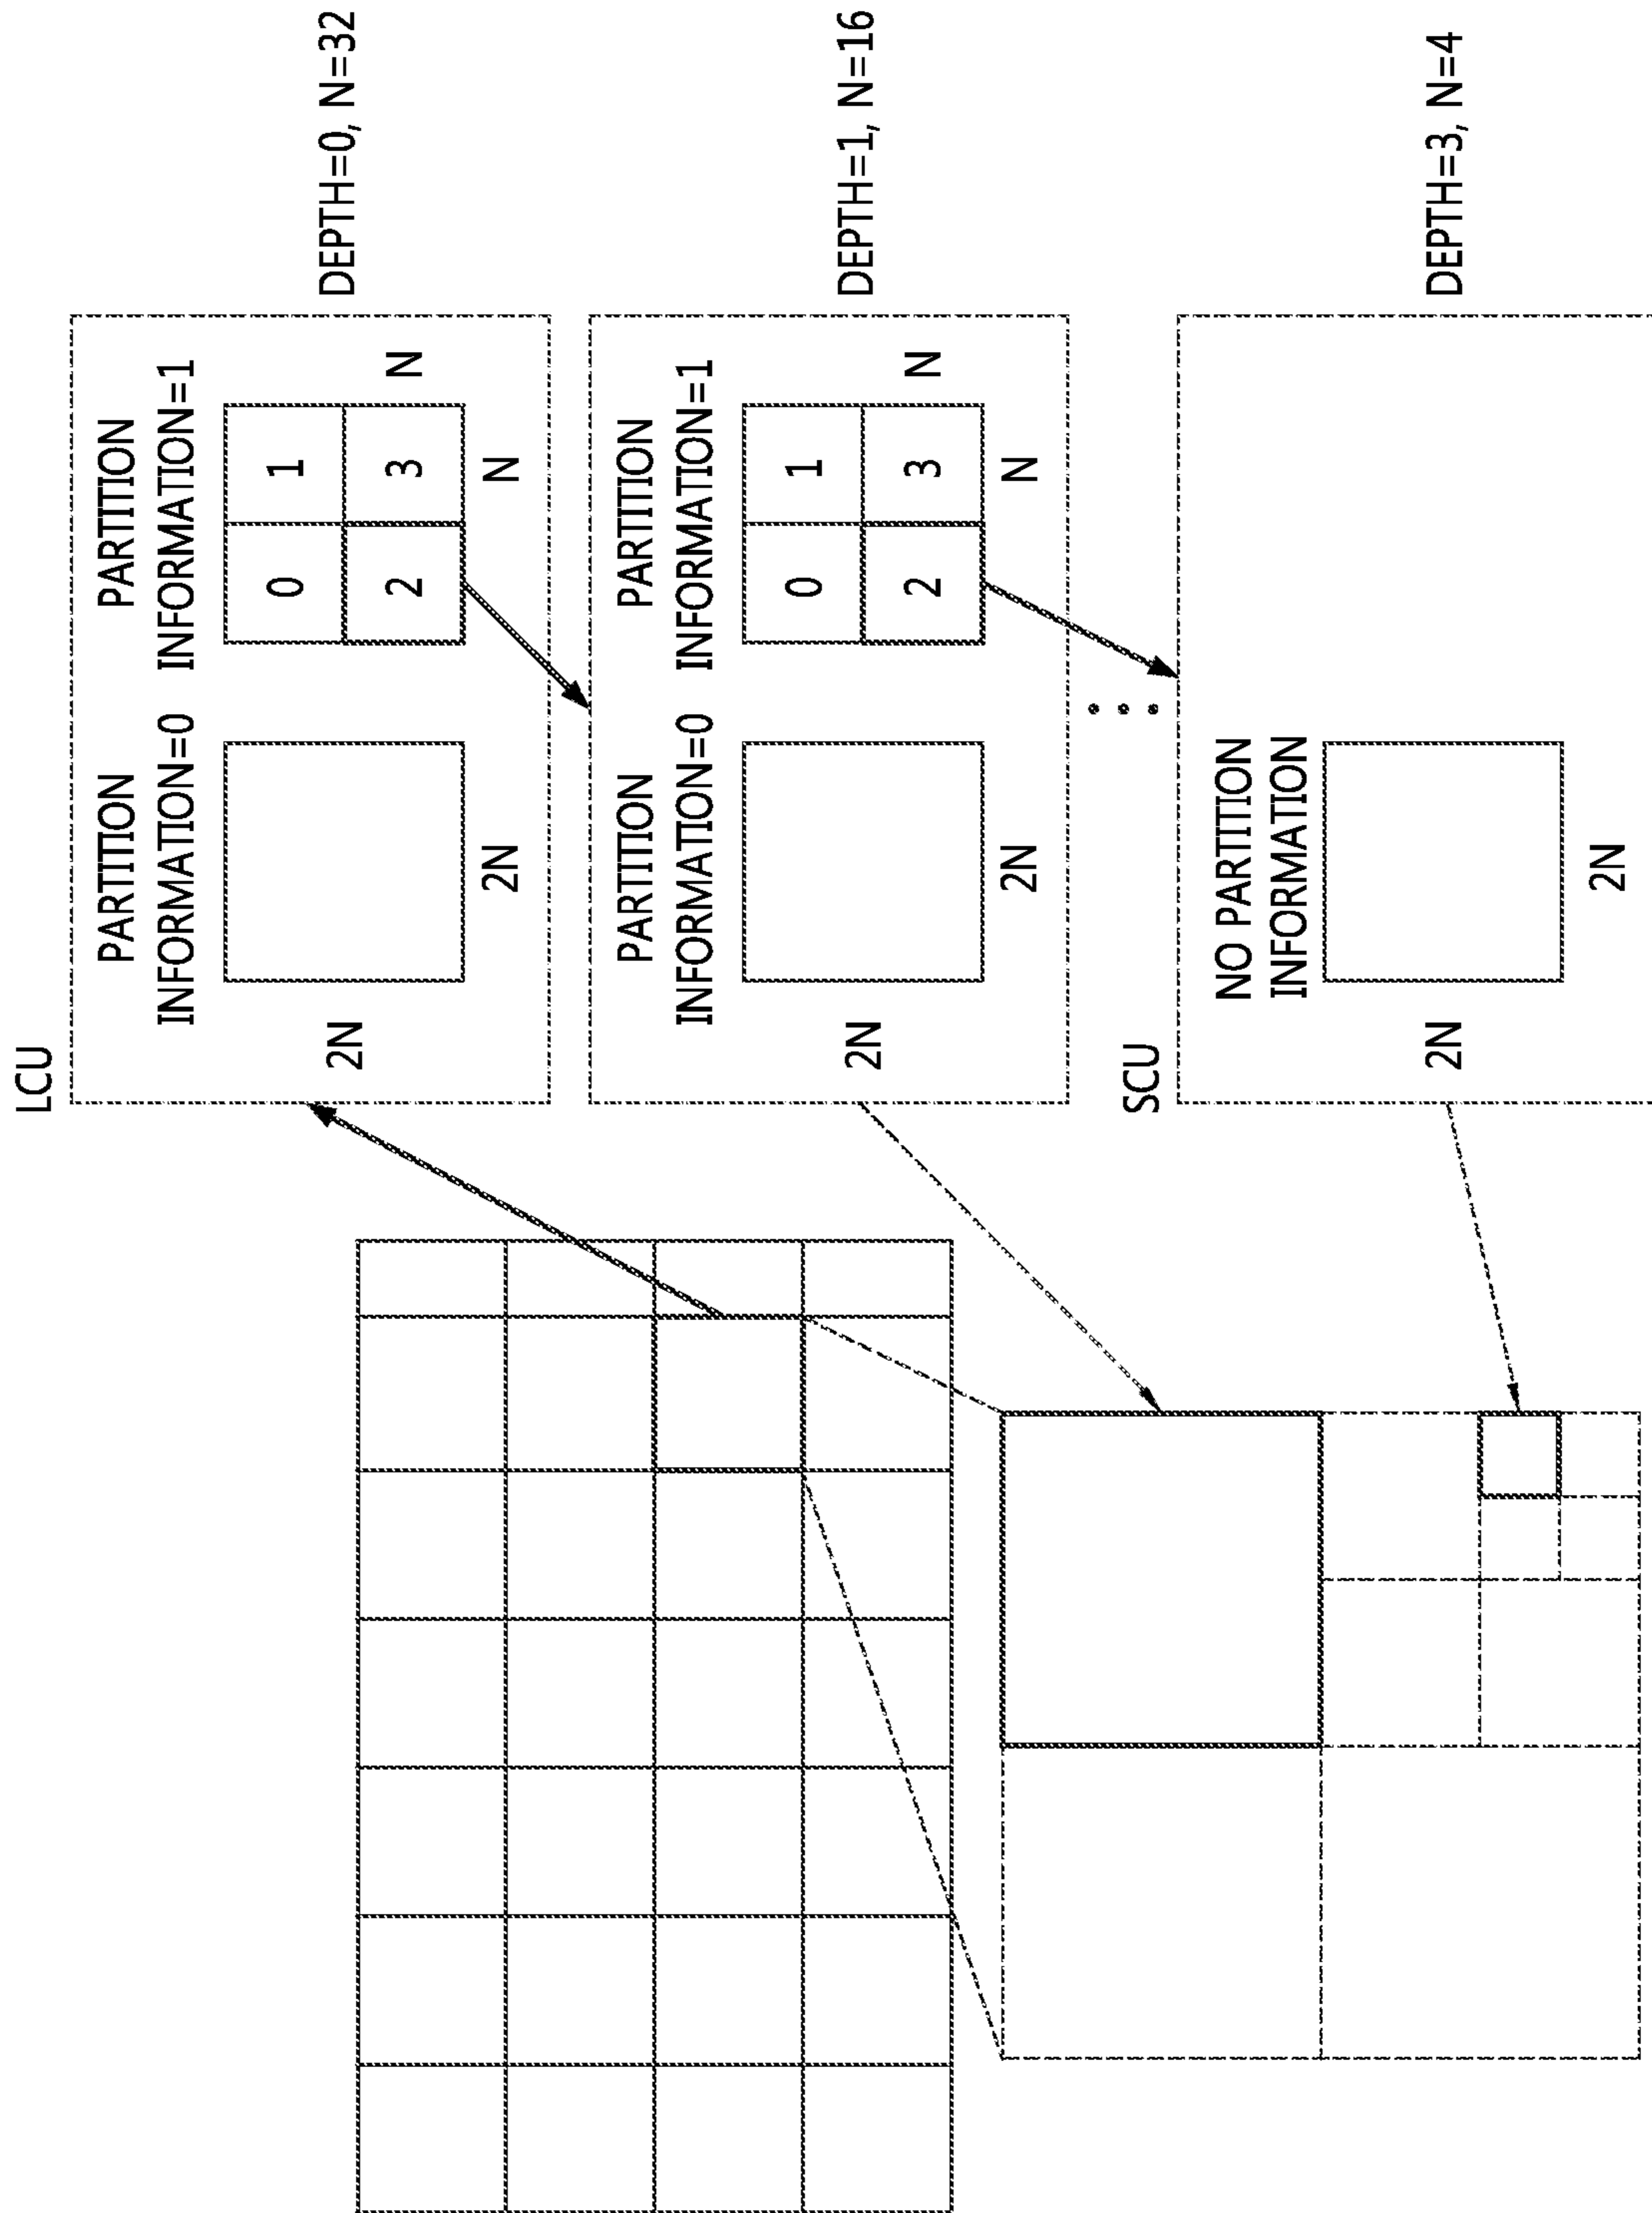 LCU
PARTITION
INFORMATION=0
2N
2N
PARTITION
INFORMATION=1
0 1
2 3
N
N
DEPTH=0, N=32
PARTITION
INFORMATION=0
2N
2N
PARTITION
INFORMATION=1
0 1
2 3
N
N
DEPTH=1, N=16
SCU
NO PARTITION
INFORMATION
2N
2N
DEPTH=3, N=4